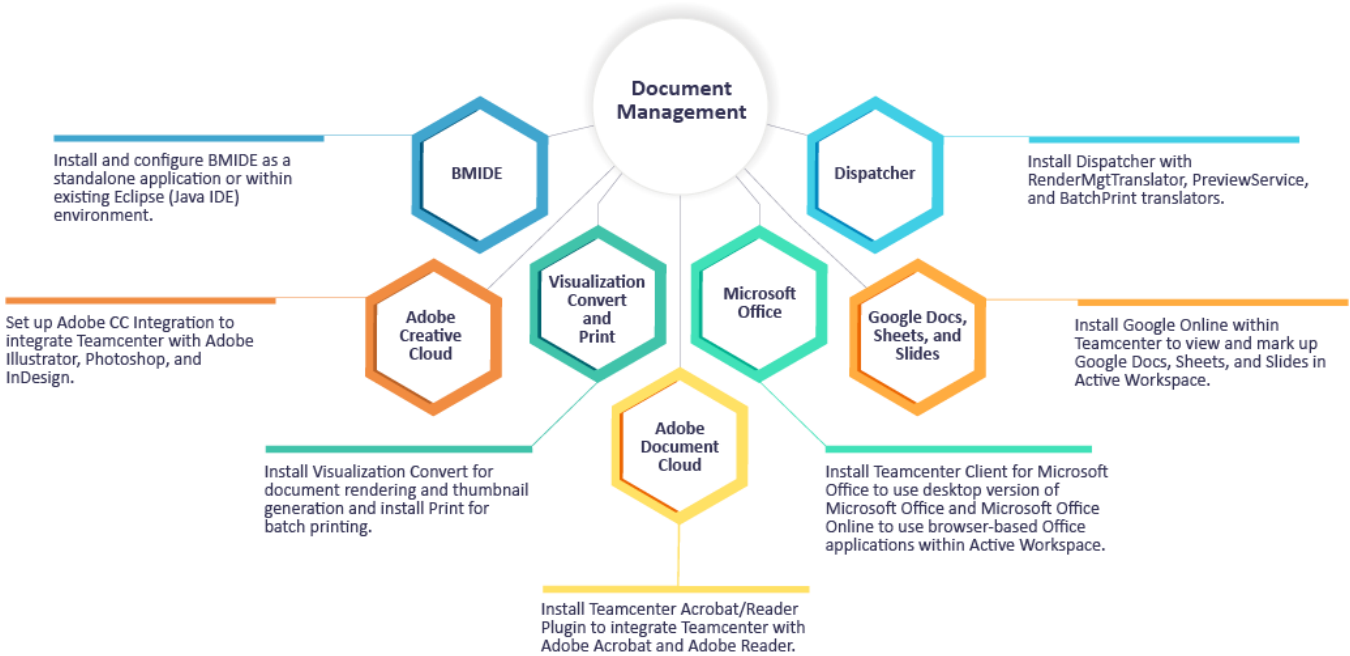 Document
Management
BMIDE
Install and configure BMIDE as a
standalone application or within
existing Eclipse (Java IDE)
environment.
Dispatcher
Install Dispatcher with
RenderMgtTranslator, PreviewService,
and BatchPrint translators.
Adobe
Creative
Cloud
Set up Adobe CC Integration to
integrate Teamcenter with Adobe
Illustrator, Photoshop, and
InDesign.
Visualization
Convert
and
Print
Install Visualization Convert for
document rendering and thumbnail
generation and install Print for
batch printing.
Microsoft
Office
Install Teamcenter Client for Microsoft
Office to use desktop version of
Microsoft Office and Microsoft Office
Online to use browser-based Office
applications within Active Workspace.
Google Docs,
Sheets, and
Slides
Install Google Online within
Teamcenter to view and mark up
Google Docs, Sheets, and Slides in
Active Workspace.
Adobe
Document
Cloud
Install Teamcenter Acrobat/Reader
Plugin to integrate Teamcenter with
Adobe Acrobat and Adobe Reader.